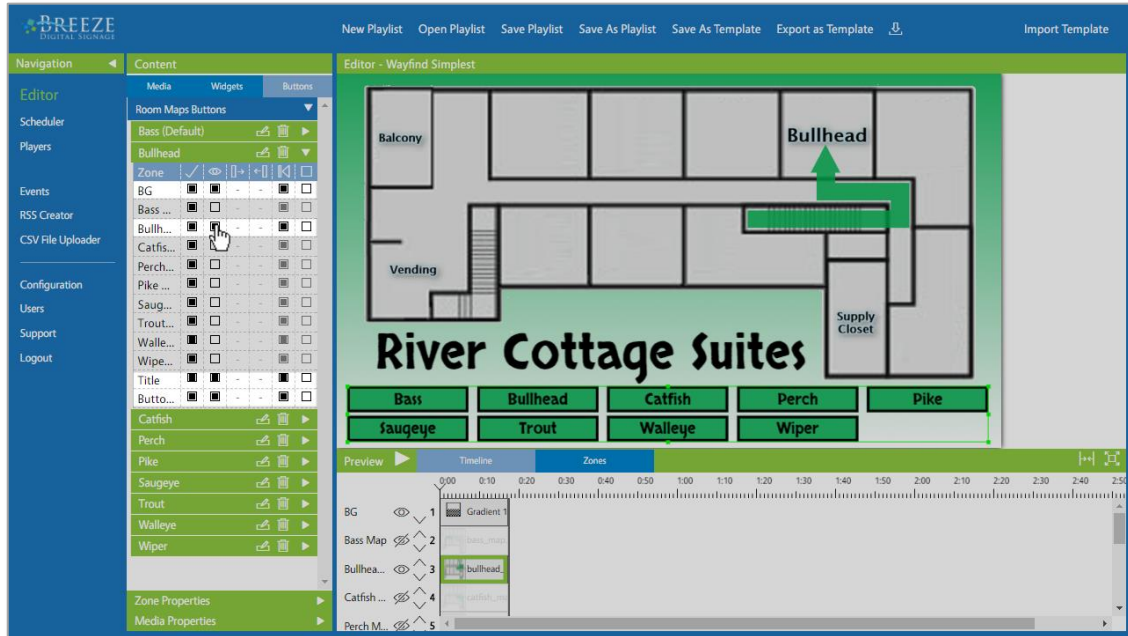 BREEZE
DIGITAL SIGNAGE
New Playlist Open Playlist Save Playlist Save As Playlist Save As Template Export as Template Import Template
Navigation
Editor
Scheduler
Players
Events
RSS Creator
CSV File Uploader
Configuration
Users
Support
Logout
Content
Media Widgets Buttons
Room Maps Buttons
Bass (Default)
Bullhead
Zone
BG
Bass ...
Bullh...
Catfis...
Perch...
Pike ...
Saug...
Trout...
Walle...
Wipe...
Title
Butto...
Catfish
Perch
Pike
Saugeye
Trout
Walleye
Wiper
Zone Properties
Media Properties
Editor - Wayfind Simplest
Balcony
Bullhead
Vending
Supply
Closet
River Cottage Suites
Bass Bullhead Catfish Perch Pike
Saugeye Trout Walleye Wiper
Preview Timeline Zones
0:00 0:10 0:20 0:30 0:40 0:50 1:00 1:10 1:20 1:30 1:40 1:50 2:00 2:10 2:20 2:30 2:40 2:50
BG 1 Gradient 1
Bass Map 2 bass_map
Bullhea... 3 bullhead_
Catfish ... 4 catfish_ma
Perch M... 5